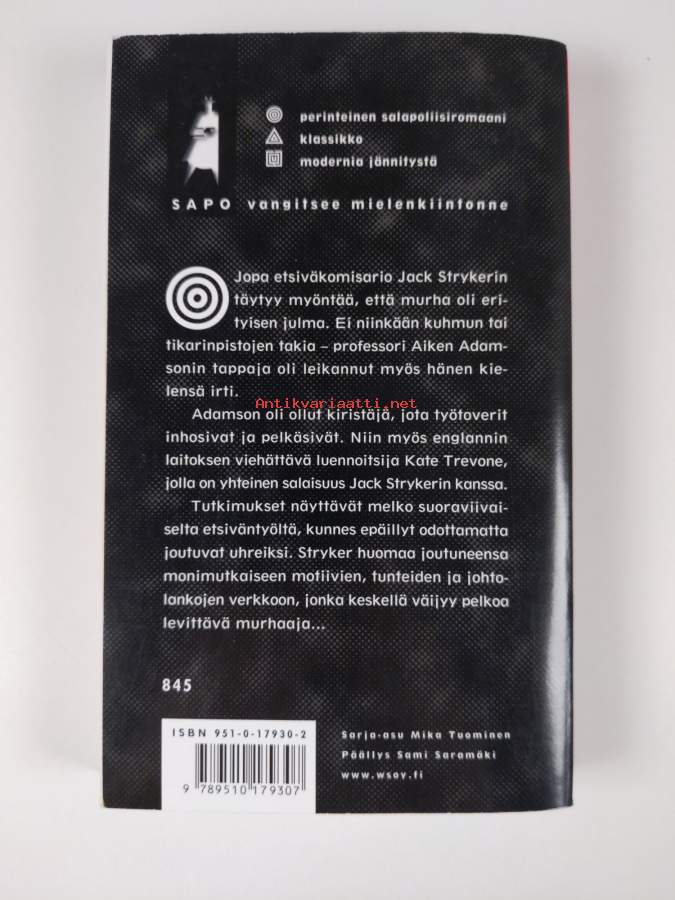 perinteinen salapoliisiromaani
klassikko
modernia jännitystä
SAPO vangitsee mielenkiintonne
Jopa etsiväkomisario Jack Strykerin
täytyy myöntää, että murha oli eri-
tyisen julma. Ei niinkään kuhmun tai
tikarinpistojen takia – professori Aiken Adam-
sonin tappaja oli leikannut myös hänen kie-
lensä irti.
Antikvariaatti.net
Adamson oli ollut kiristäjä, jota työtoverit
inhosivat ja pelkäsivät. Niin myös englannin
laitoksen viehättävä luennoitsija Kate Trevone,
jolla on yhteinen salaisuus Jack Strykerin kanssa.
Tutkimukset näyttävät melko suoraviivai-
selta etsiväntyöltä, kunnes epäillyt odottamatta
joutuvat uhreiksi. Stryker huomaa joutuneensa
monimutkaiseen motiivien, tunteiden ja johto-
lankojen verkkoon, jonka keskellä väijyy pelkoa
levittävä murhaaja...
845
ISBN 951-0-17930-2
9 789510 179307
Sarja-asu Mika Tuominen
Päällys Sami Saramäki
www.wsoy.fi